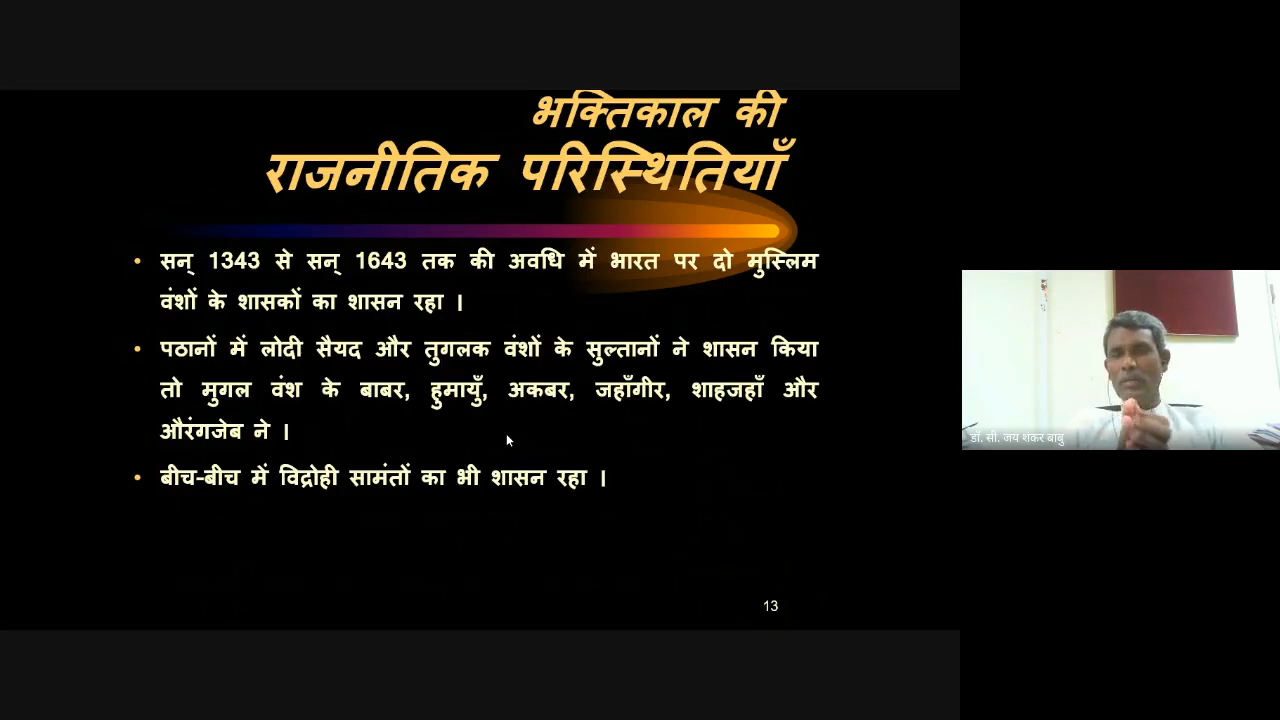 भक्तिकाल की
राजनीतिक परिस्थितियाँ
• सन् 1343 से सन् 1643 तक की अवधि में भारत पर दो मुस्लिम
वंशों के शासकों का शासन रहा ।
• पठानों में लोदी सैयद और तुगलक वंशों के सुल्तानों ने शासन किया
तो मुगल वंश के बाबर, हुमायुँ, अकबर, जहाँगीर, शाहजहाँ और
औरंगजेब ने ।
• बीच-बीच में विद्रोही सामंतों का भी शासन रहा ।
13
डॉ. सी. जय शंकर बाबु